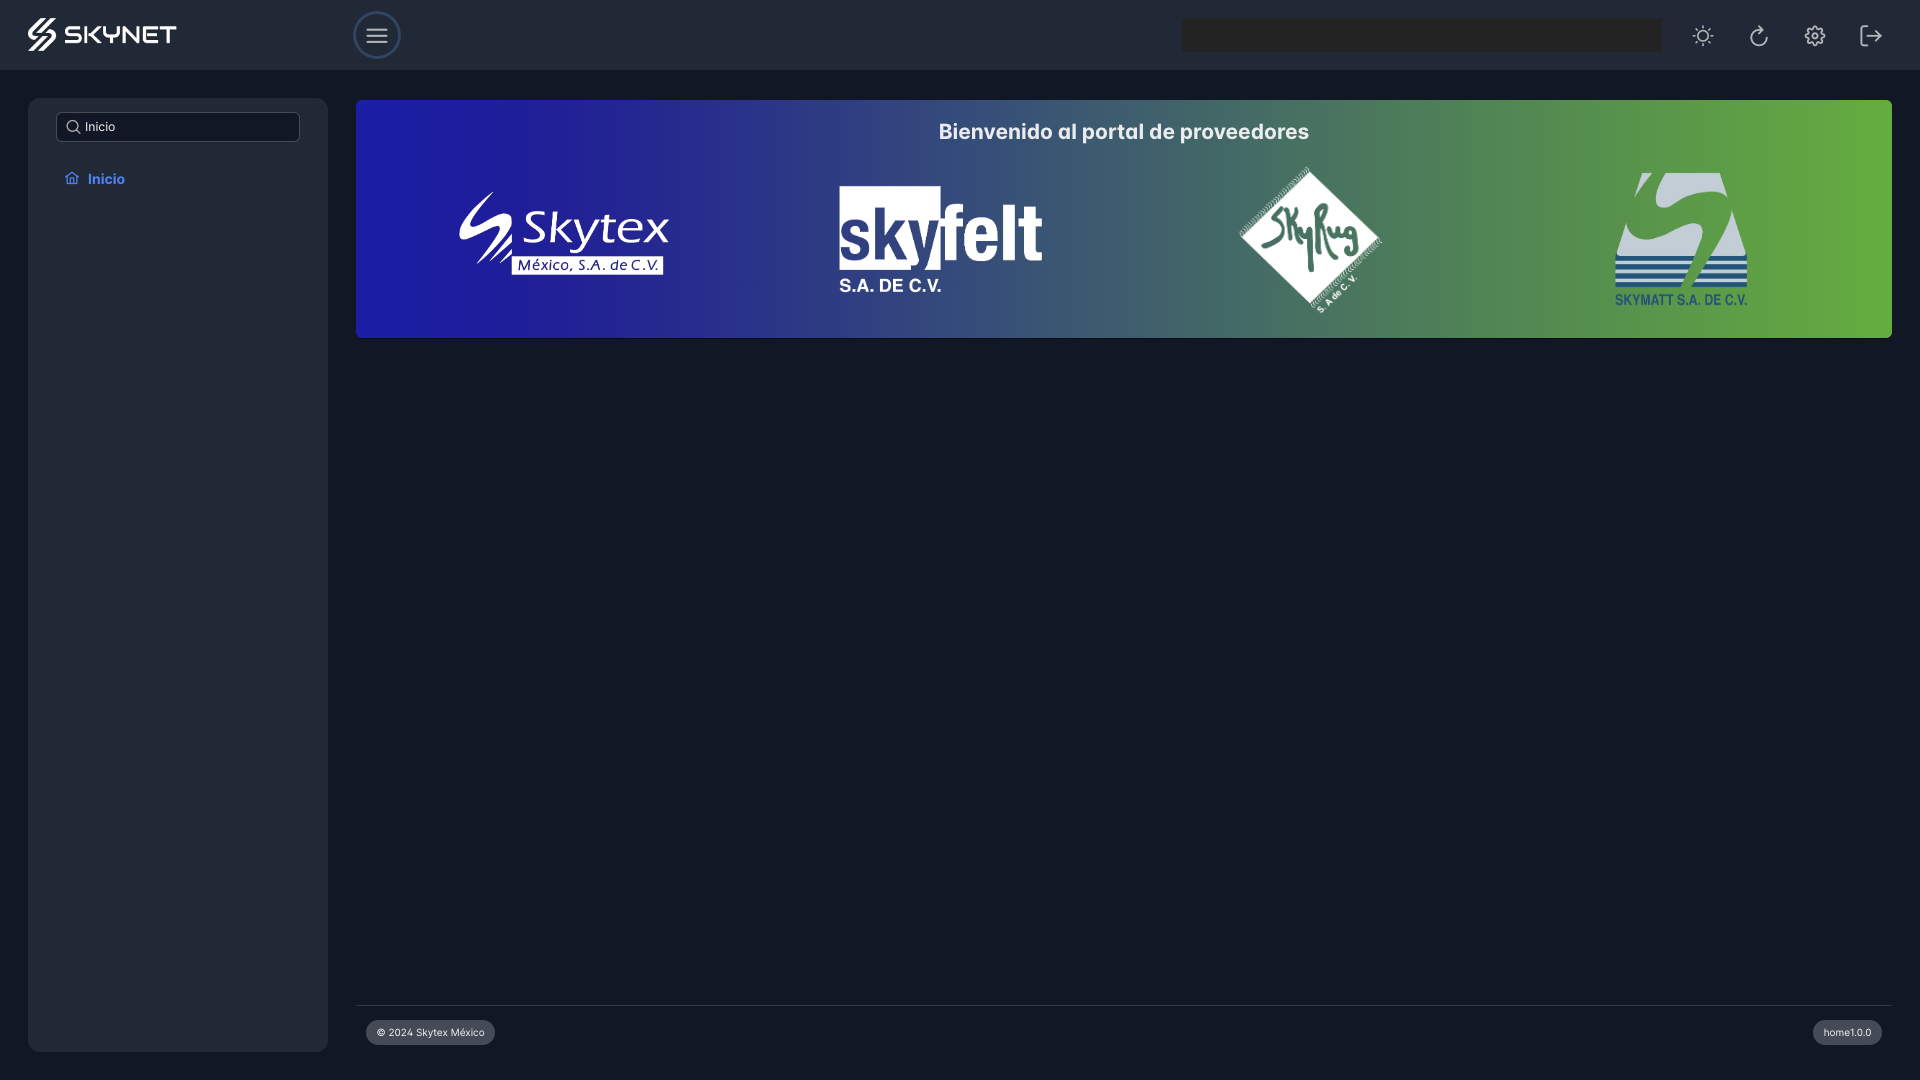 SKYNET
Inicio
Inicio
Bienvenido al portal de proveedores
Skytex
México, S.A. de C.V.
skyfelt
S.A. DE C.V.
SKyRug
S. A de C. V.
SKYMATT S.A. DE C.V.
© 2024 Skytex México
home1.0.0